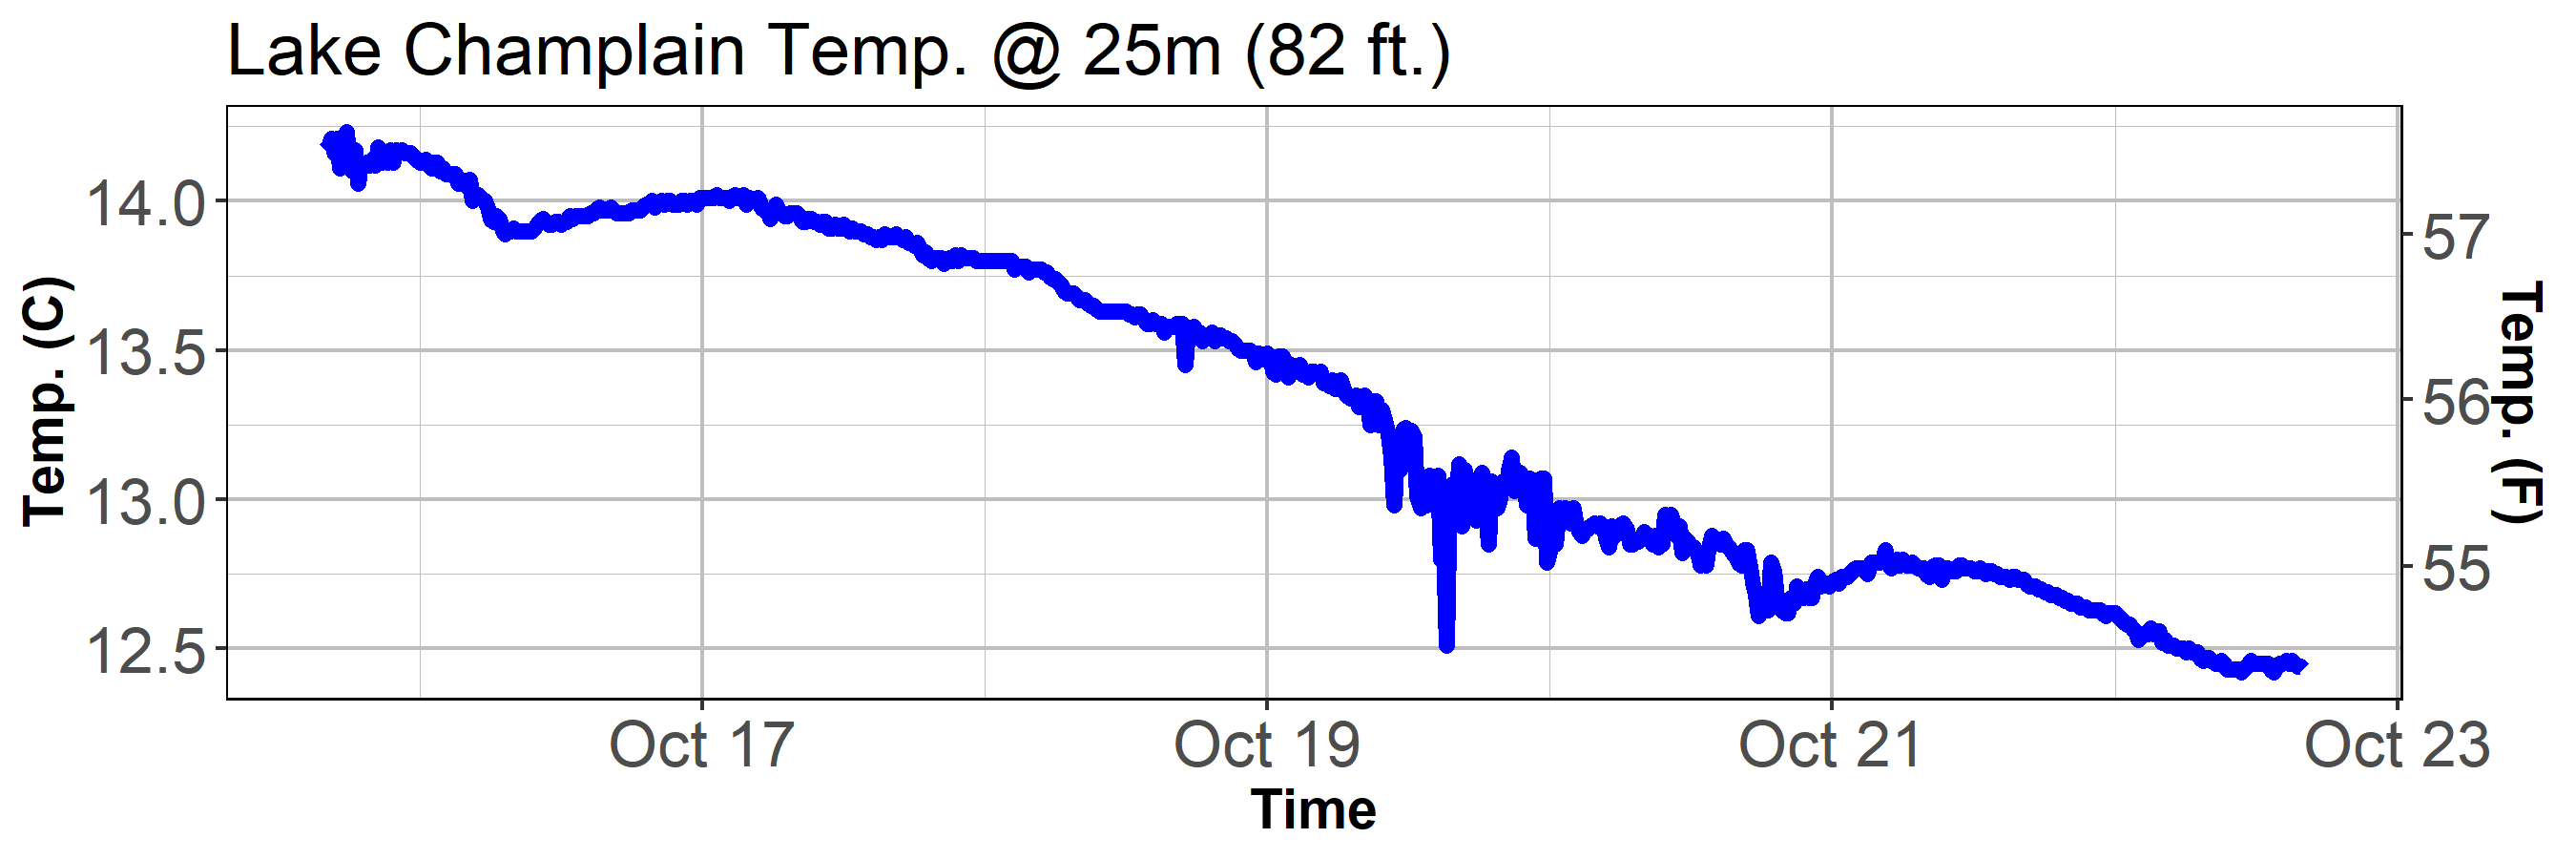 Lake Champlain Temp. @ 25m (82 ft.)
Temp. (C)
14.0
13.5
13.0
12.5
57
56
55
Temp. (F)
Oct 17
Oct 19
Oct 21
Oct 23
Time